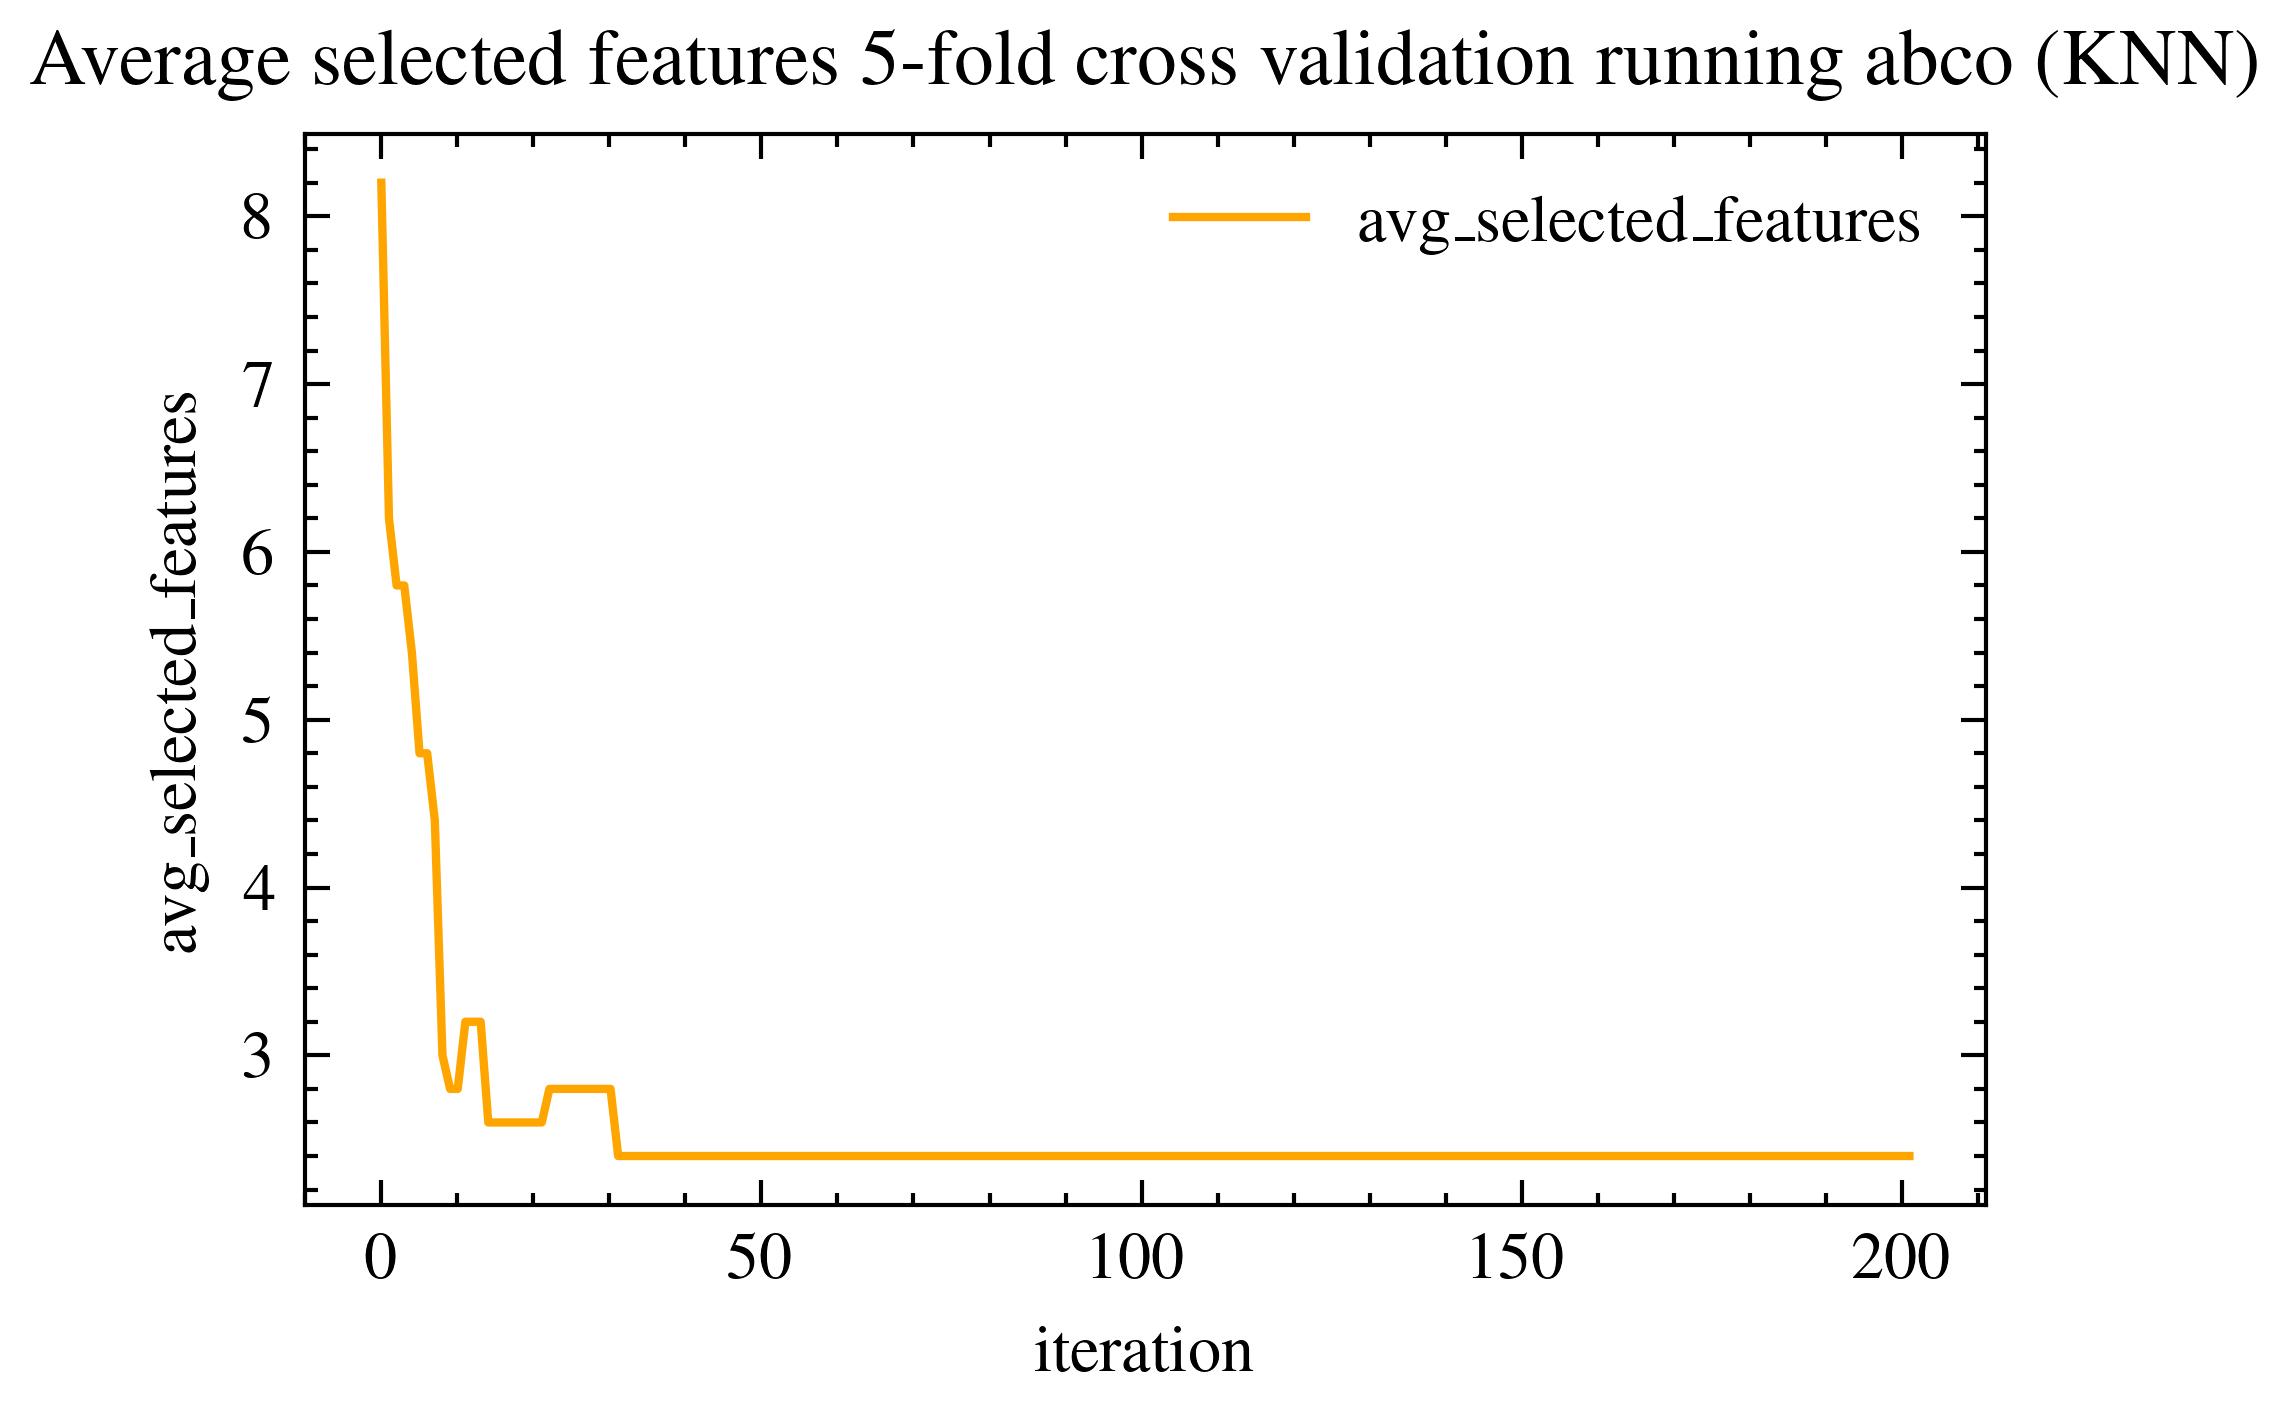 Average selected features 5-fold cross validation running abco (KNN)
avg_selected_features
avg_selected_features
8
7
6
5
4
3
0 50 100 150 200
iteration